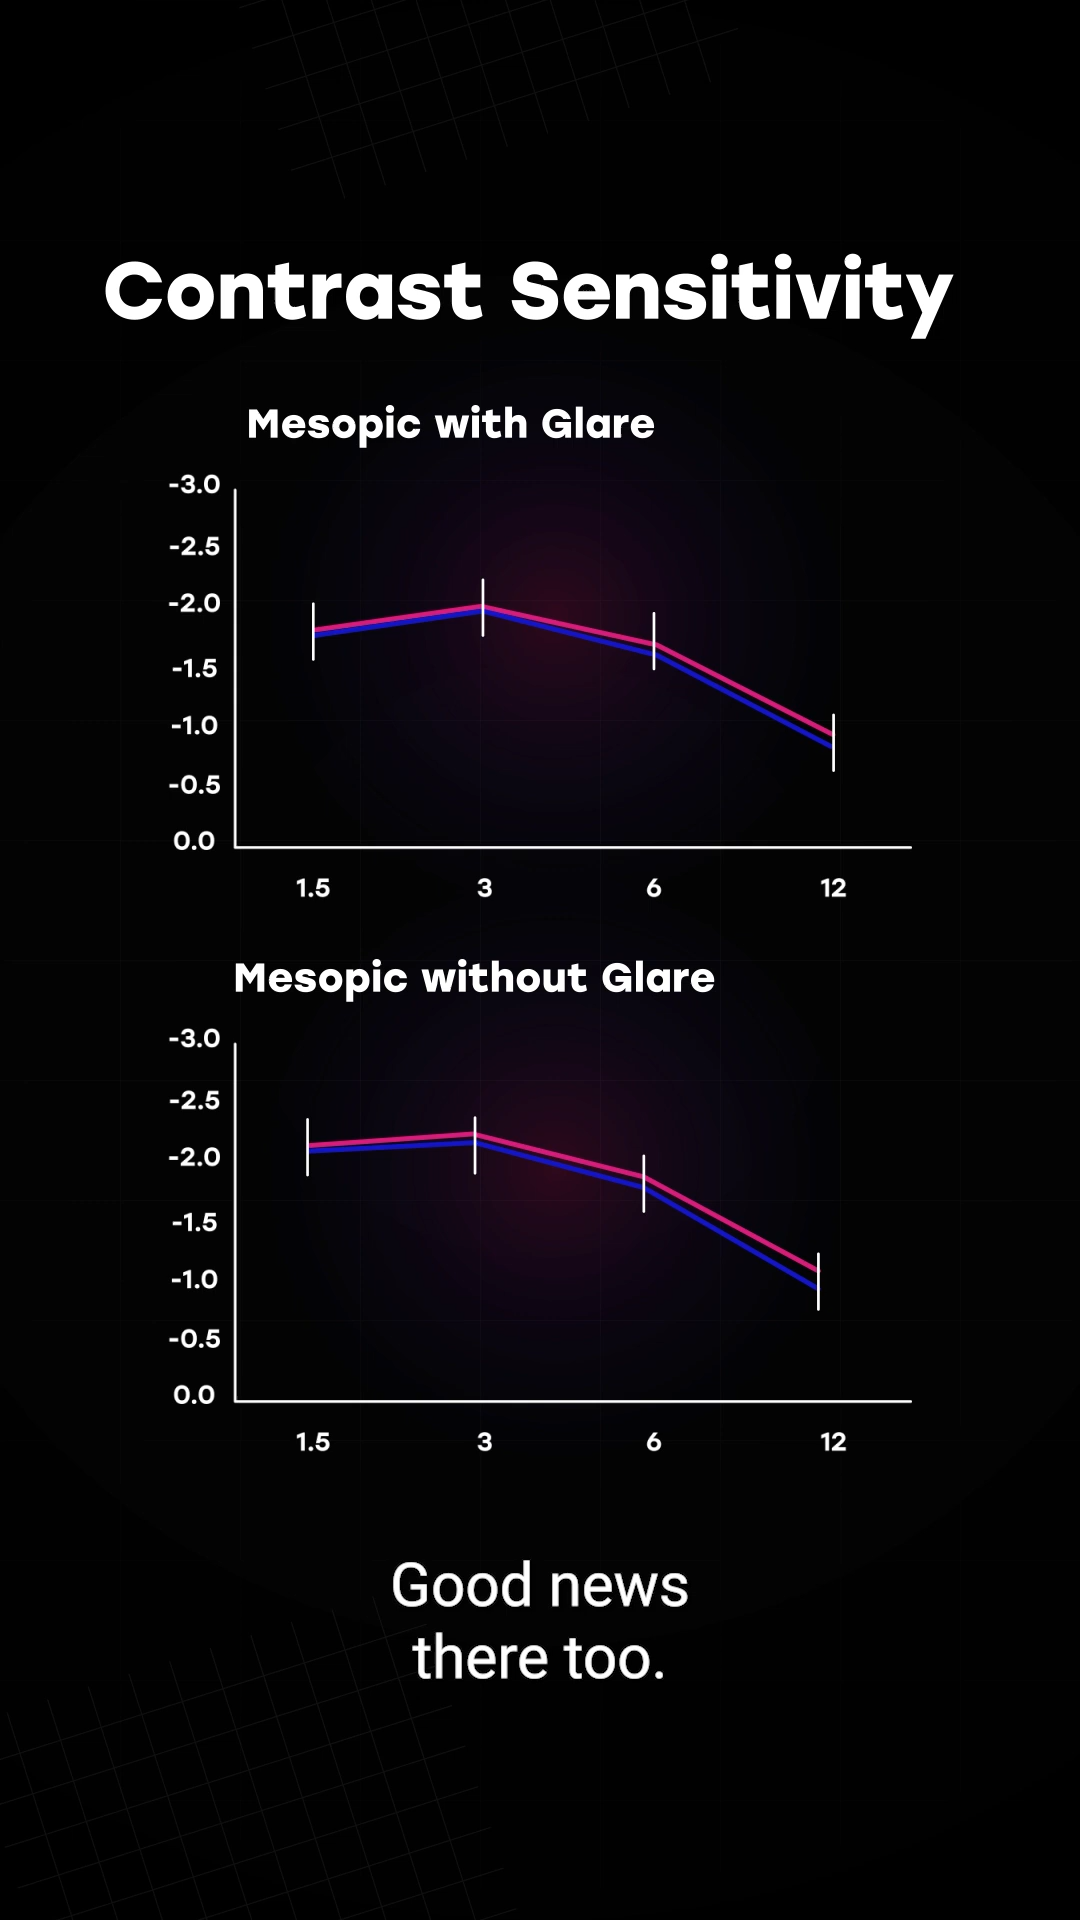 Contrast Sensitivity
Mesopic with Glare
-3.0
-2.5
-2.0
-1.5
-1.0
-0.5
0.0
1.5 3 6 12
Mesopic without Glare
-3.0
-2.5
-2.0
-1.5
-1.0
-0.5
0.0
1.5 3 6 12
Good news
there too.